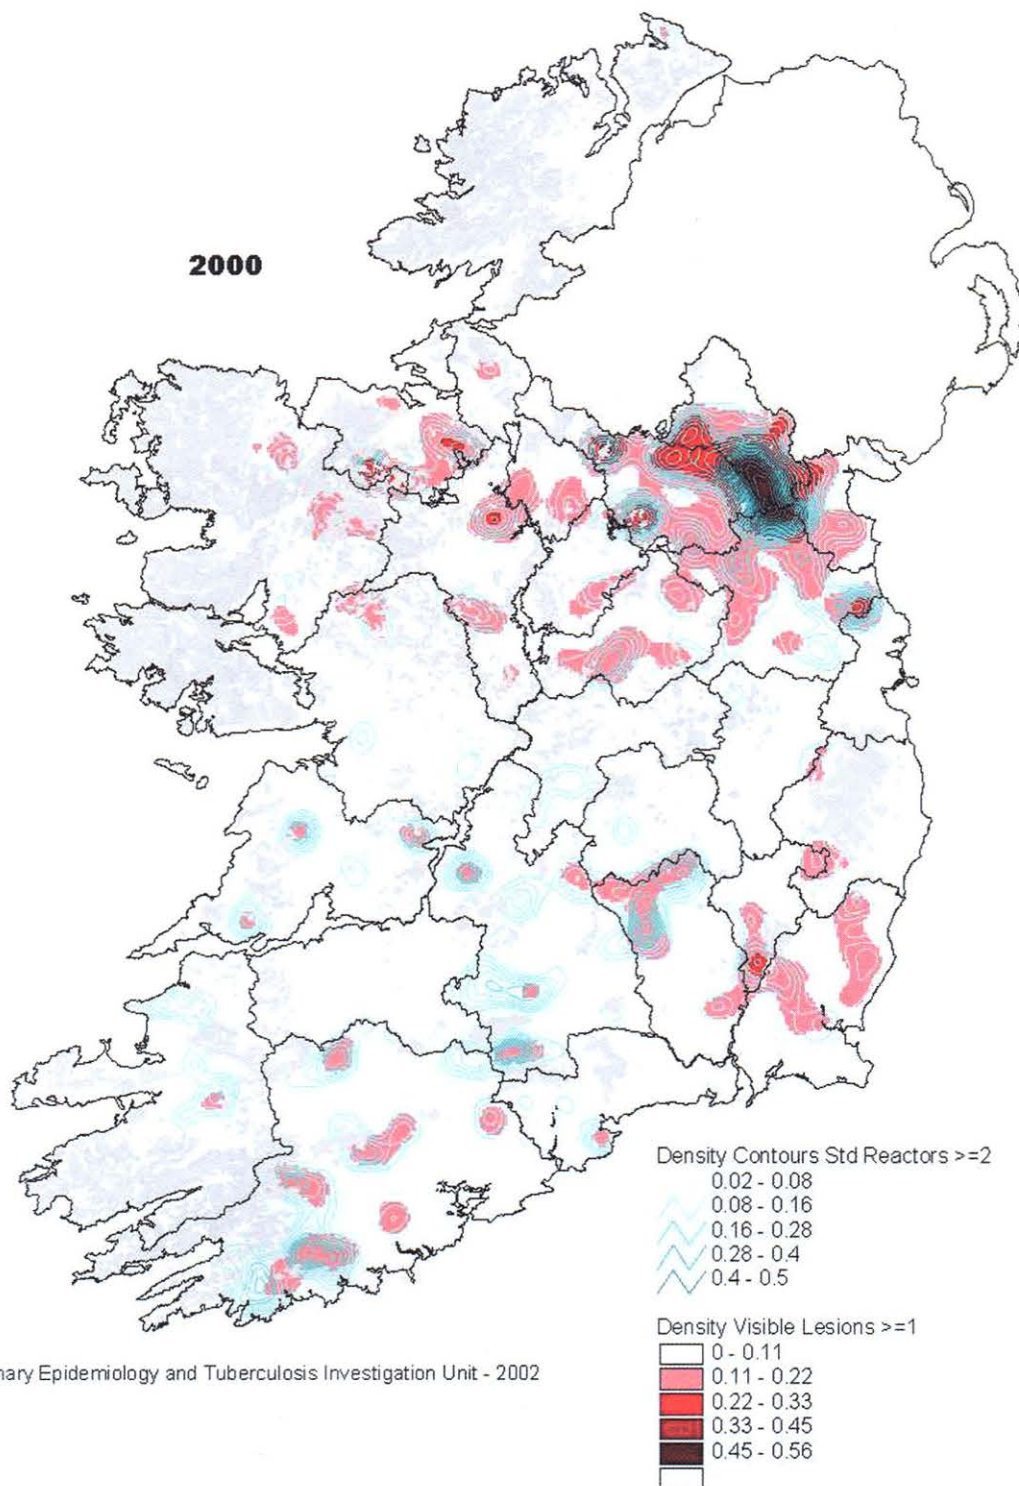 2000
Density Contours Std Reactors >=2
0.02 - 0.08
0.08 - 0.16
0.16 - 0.28
0.28 - 0.4
0.4 - 0.5
Density Visible Lesions >=1
0 - 0.11
0.11 - 0.22
0.22 - 0.33
0.33 - 0.45
0.45 - 0.56
nary Epidemiology and Tuberculosis Investigation Unit - 2002